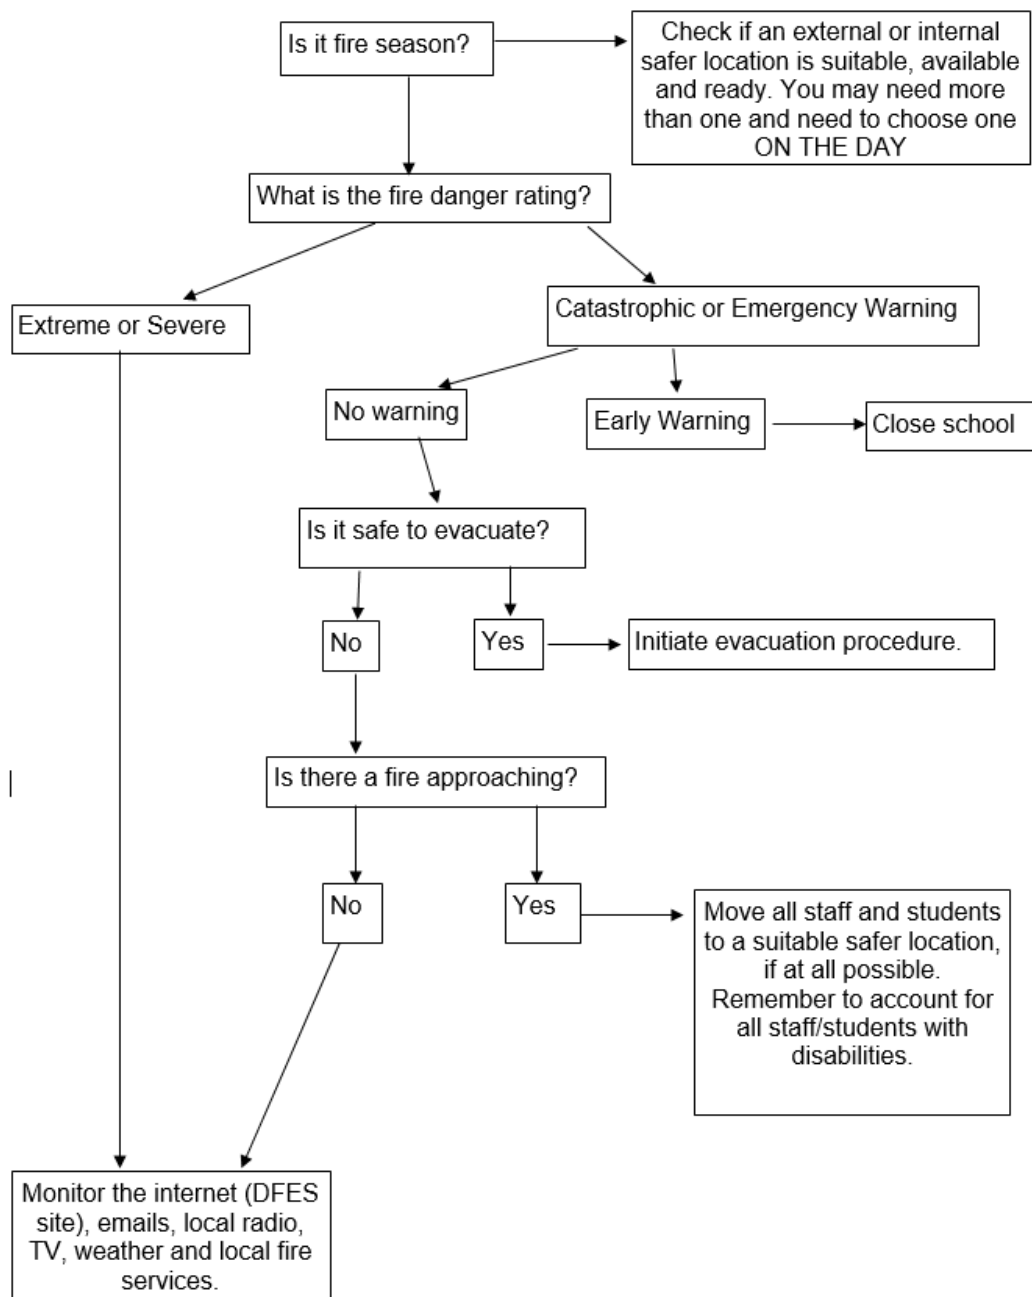 Is it fire season?
Check if an external or internal
safer location is suitable, available
and ready. You may need more
than one and need to choose one
ON THE DAY
What is the fire danger rating?
Extreme or Severe
Catastrophic or Emergency Warning
No warning
Early Warning
Close school
Is it safe to evacuate?
No
Yes
Initiate evacuation procedure.
Is there a fire approaching?
No
Yes
Move all staff and students
to a suitable safer location,
if at all possible.
Remember to account for
all staff/students with
disabilities.
Monitor the internet (DFES
site), emails, local radio,
TV, weather and local fire
services.